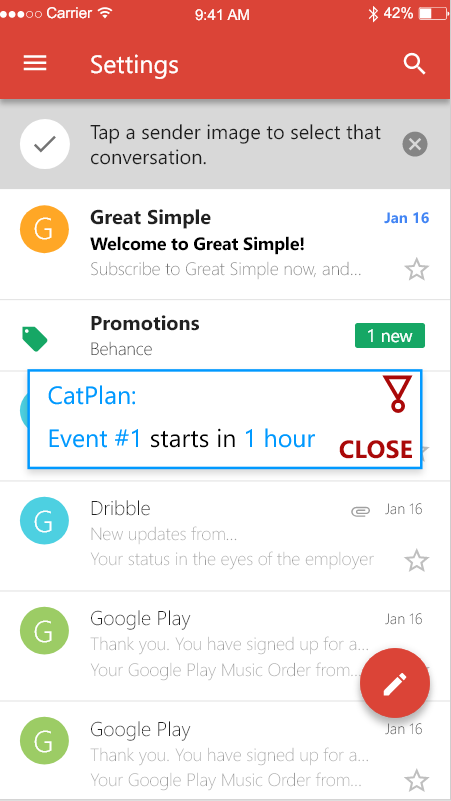 Carrier 9:41 AM 42%
Settings
Tap a sender image to select that
conversation.
G Great Simple Jan 16
Welcome to Great Simple!
Subscribe to Great Simple now, and...
Promotions 1 new
Behance
CatPlan:
Event #1 starts in 1 hour
CLOSE
G Dribble Jan 16
New updates from...
Your status in the eyes of the employer
G Google Play Jan 16
Thank you. You have signed up for a...
Your Google Play Music Order from...
G Google Play Jan 16
Thank you. You have signed up for a...
Your Google Play Music Order from...